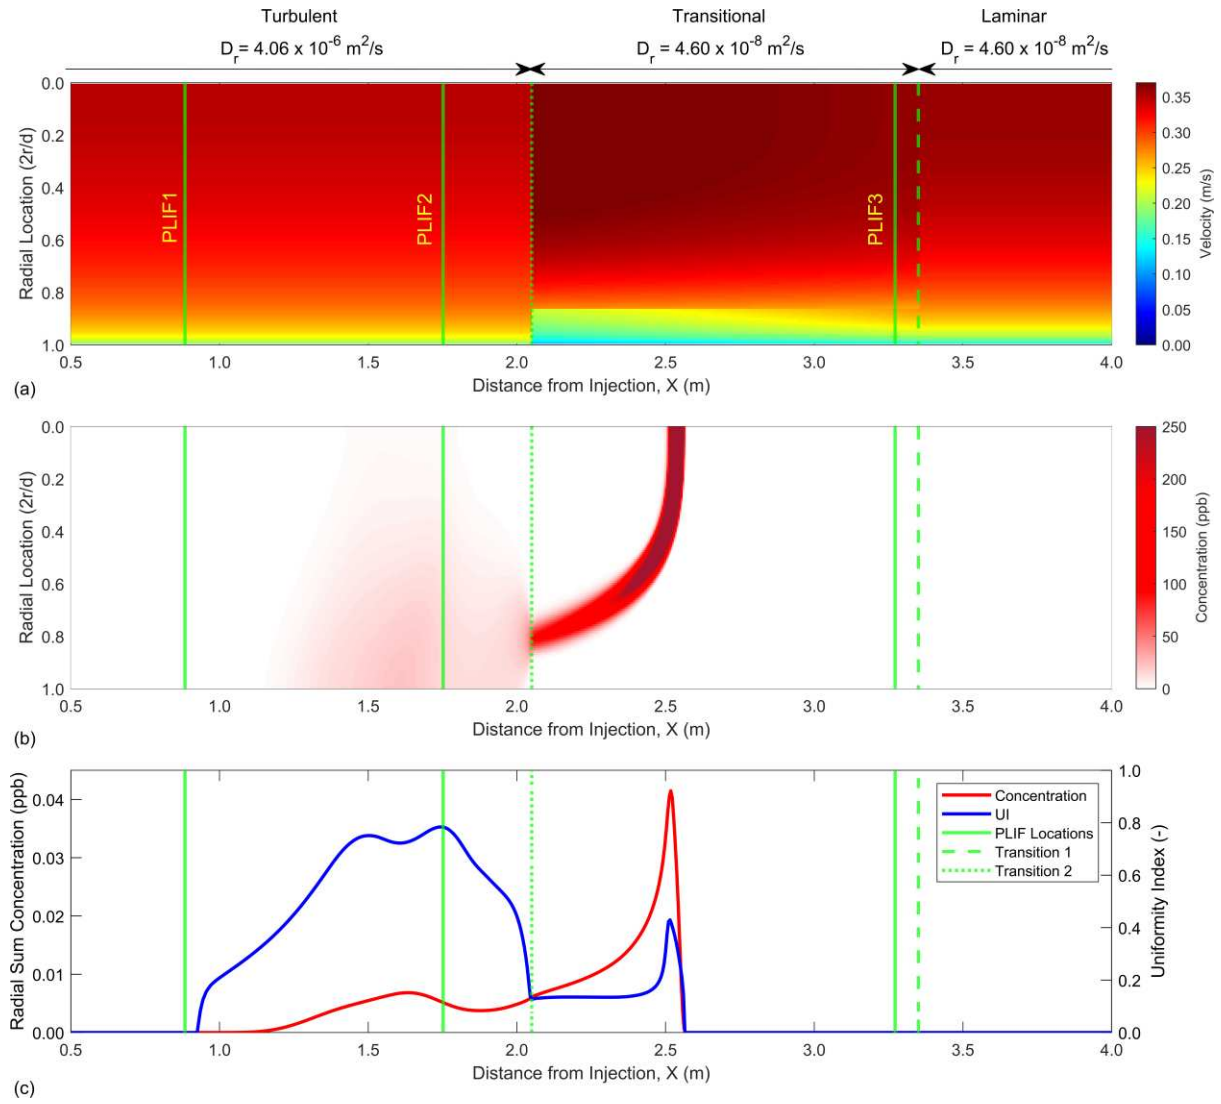 Turbulent Transitional Laminar
D_r= 4.06 x 10^-6 m^2/s D_r= 4.60 x 10^-8 m^2/s D_r= 4.60 x 10^-8 m^2/s
0.0
0.2
0.4
0.6
0.8
1.0
Radial Location (2r/d)
PLIF1
PLIF2
PLIF3
0.35
0.30
0.25
0.20
0.15
0.10
0.05
0.00
Velocity (m/s)
0.5 1.0 1.5 2.0 2.5 3.0 3.5 4.0
Distance from Injection, X (m)
(a)
0.0
0.2
0.4
0.6
0.8
1.0
Radial Location (2r/d)
250
200
150
100
50
0
Concentration (ppb)
0.5 1.0 1.5 2.0 2.5 3.0 3.5 4.0
Distance from Injection, X (m)
(b)
0.04
0.03
0.02
0.01
0.00
Radial Sum Concentration (ppb)
Concentration
UI
PLIF Locations
Transition 1
Transition 2
1.0
0.8
0.6
0.4
0.2
0.0
Uniformity Index (-)
0.5 1.0 1.5 2.0 2.5 3.0 3.5 4.0
Distance from Injection, X (m)
(c)